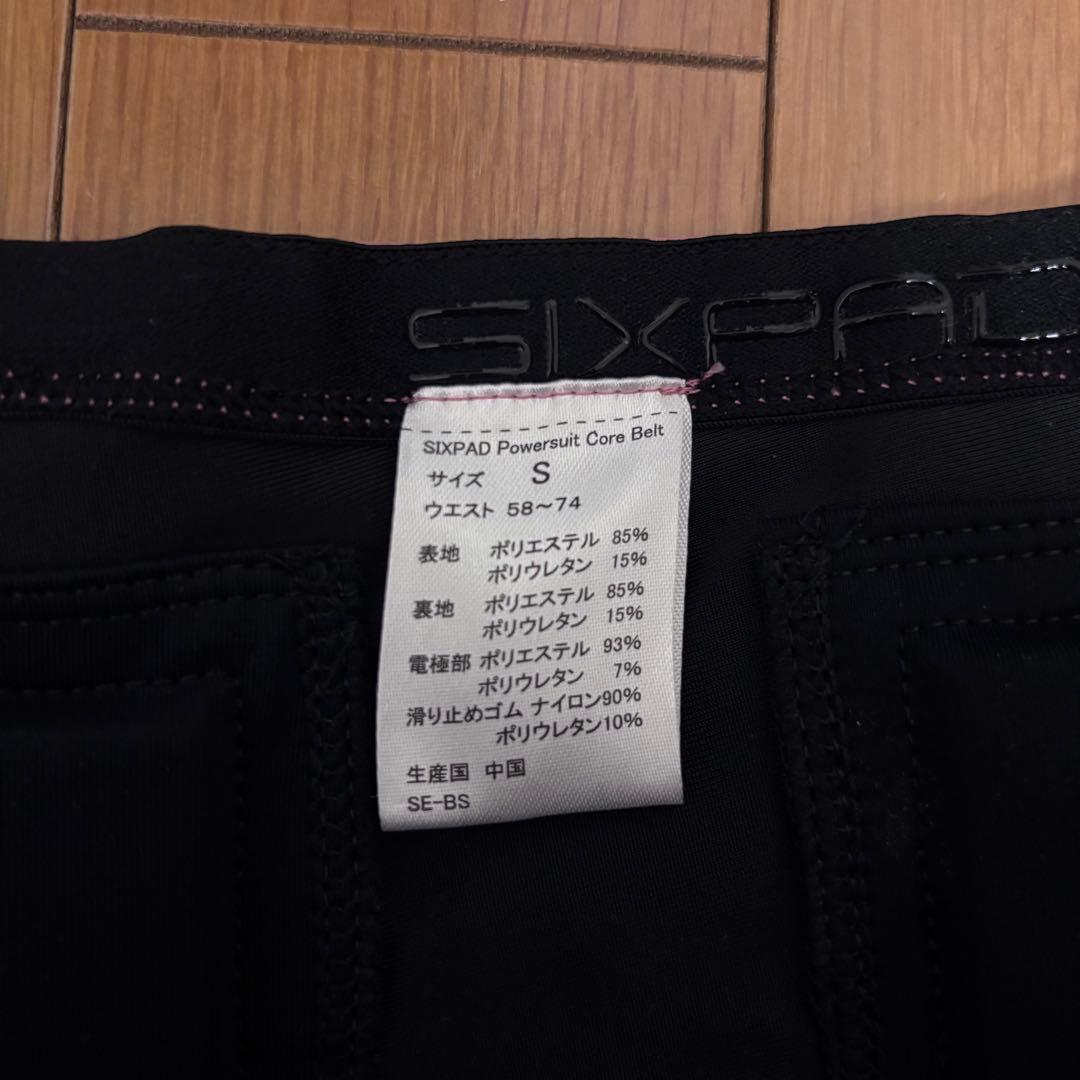 SIXPAD
SIXPAD Powersuit Core Belt
サイズ S
ウエスト 58～74
表地 ポリエステル 85%
ポリウレタン 15%
裏地 ポリエステル 85%
ポリウレタン 15%
電極部 ポリエステル 93%
ポリウレタン 7%
滑り止めゴム ナイロン90%
ポリウレタン10%
生産国 中国
SE-BS